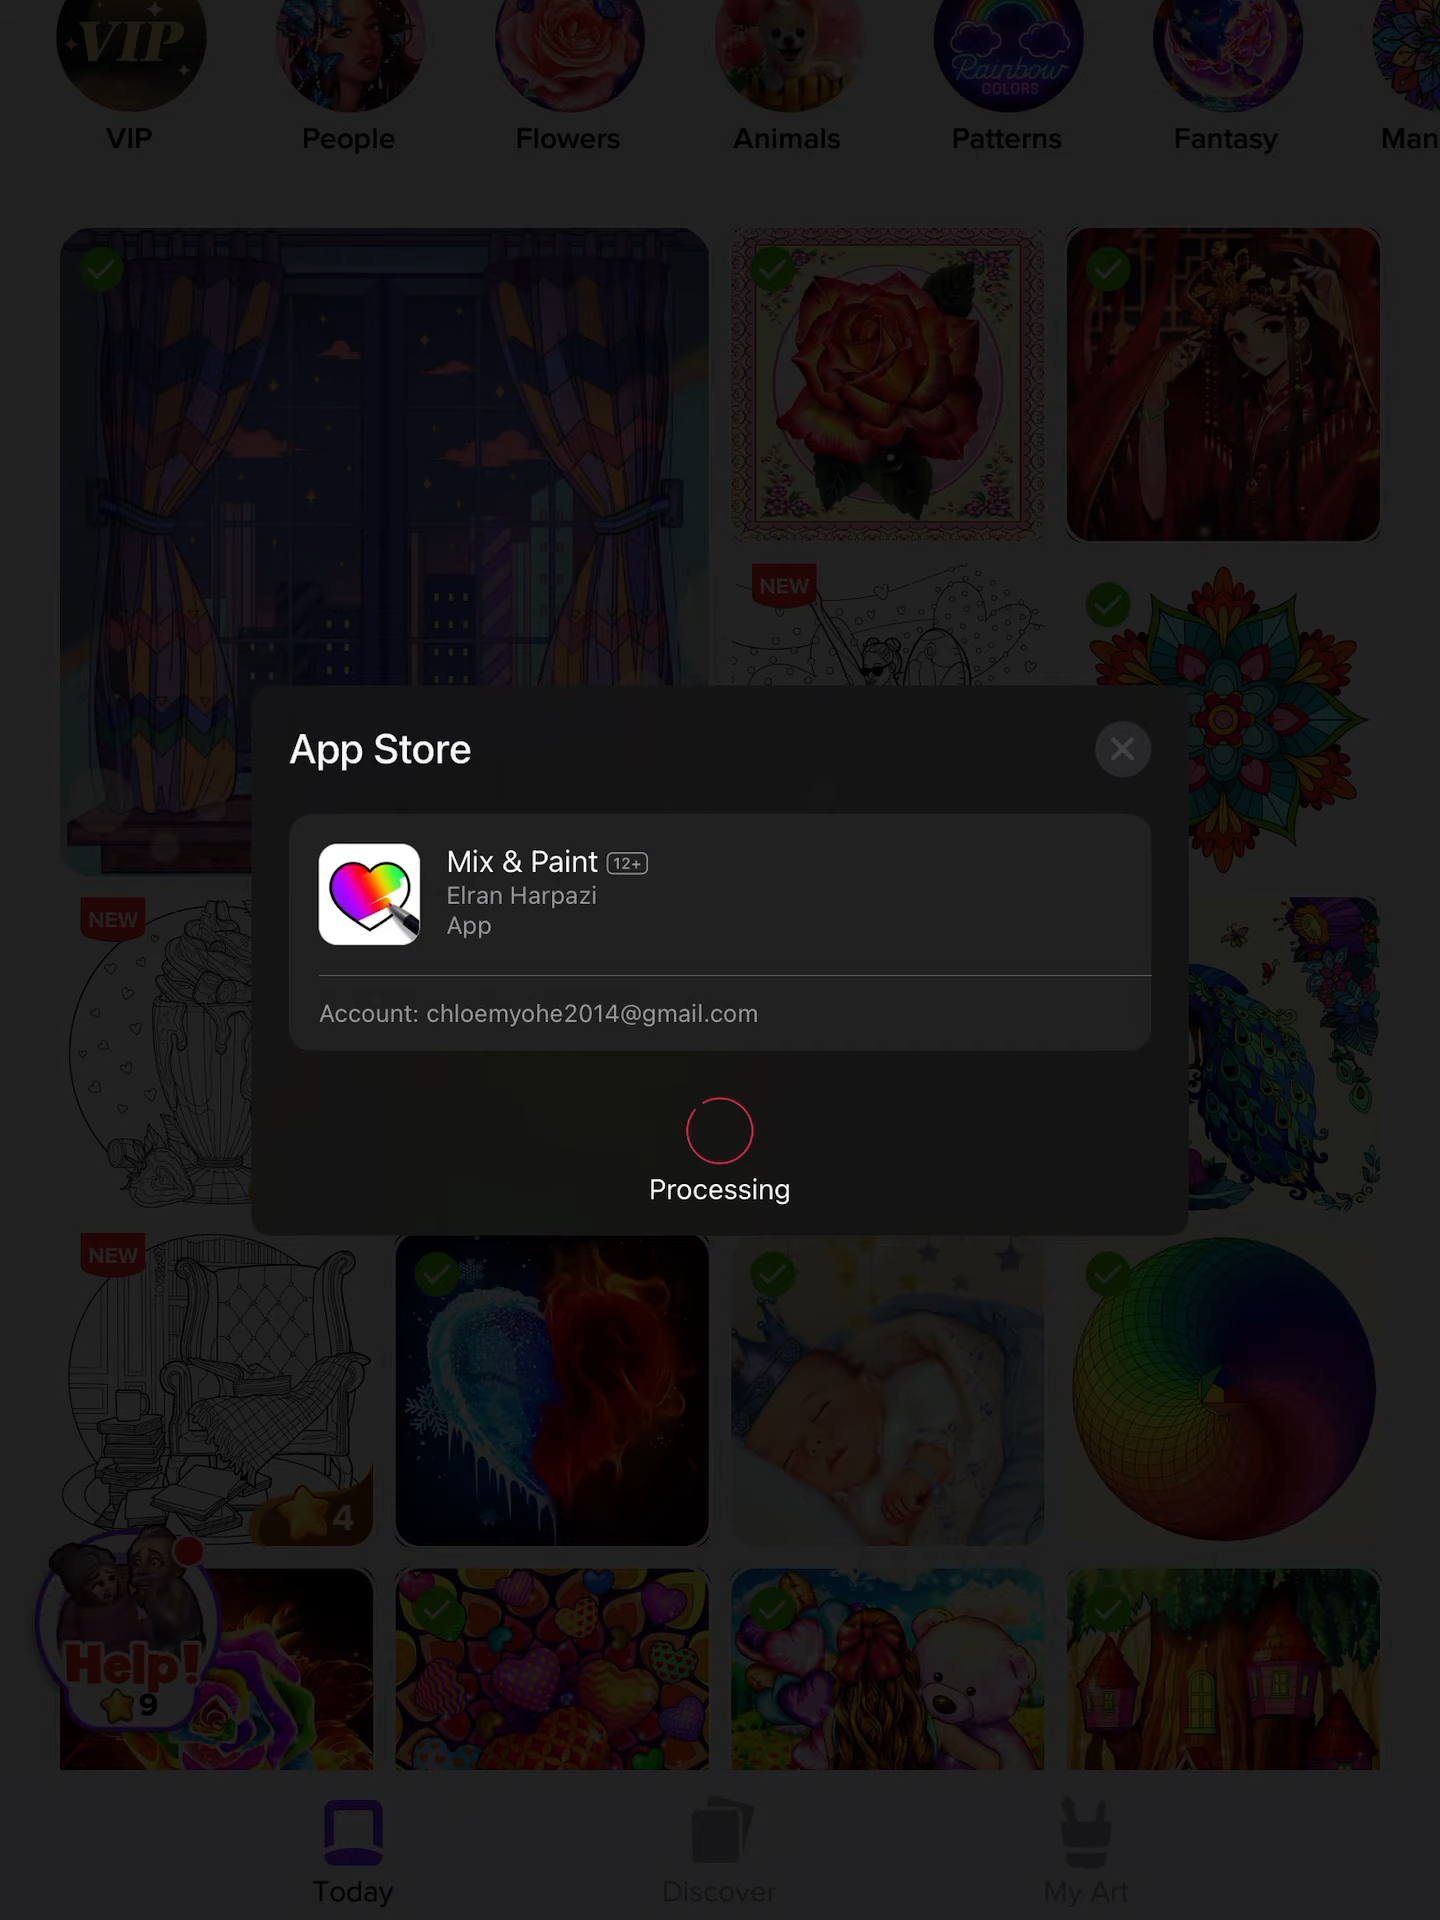 VIP
Rainbow
COLORS
VIP
People
Flowers
Animals
Patterns
Fantasy
Man
NEW
App Store
Mix & Paint 12+
Elran Harpazi
App
NEW
Account: chloemyohe2014@gmail.com
Processing
NEW
4
Help!
9
Today
Discover
My Art